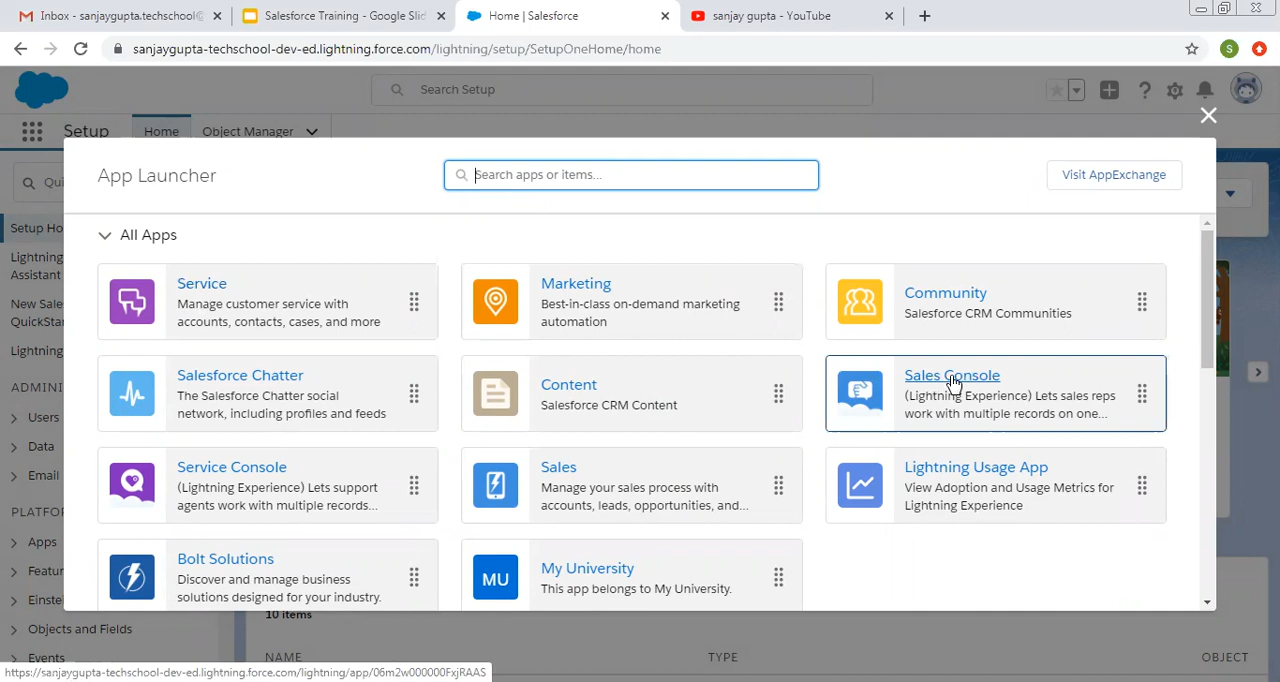 Inbox - sanjaygupta.techschool@
Salesforce Training - Google Slid
Home | Salesforce
sanjay gupta - YouTube
sanjaygupta-techschool-dev-ed.lightning.force.com/lightning/setup/SetupOneHome/home
S
Search Setup
Setup
Home
Object Manager
App Launcher
Search apps or items...
Visit AppExchange
Qui
Setup Ho
Lightning
Assistant
New Sales
QuickStar
Lightning
ADMINI
Users
Data
Email
PLATFO
Apps
Featur
Einste
Objects and Fields
Events
All Apps
Service
Manage customer service with
accounts, contacts, cases, and more
Marketing
Best-in-class on-demand marketing
automation
Community
Salesforce CRM Communities
Salesforce Chatter
The Salesforce Chatter social
network, including profiles and feeds
Content
Salesforce CRM Content
Sales Console
(Lightning Experience) Lets sales reps
work with multiple records on one...
Service Console
(Lightning Experience) Lets support
agents work with multiple records...
Sales
Manage your sales process with
accounts, leads, opportunities, and...
Lightning Usage App
View Adoption and Usage Metrics for
Lightning Experience
Bolt Solutions
Discover and manage business
solutions designed for your industry.
MU
My University
This app belongs to My University.
10 items
NAME
TYPE
OBJECT
https://sanjaygupta-techschool-dev-ed.lightning.force.com/lightning/app/06m2w000000FxjRAAS